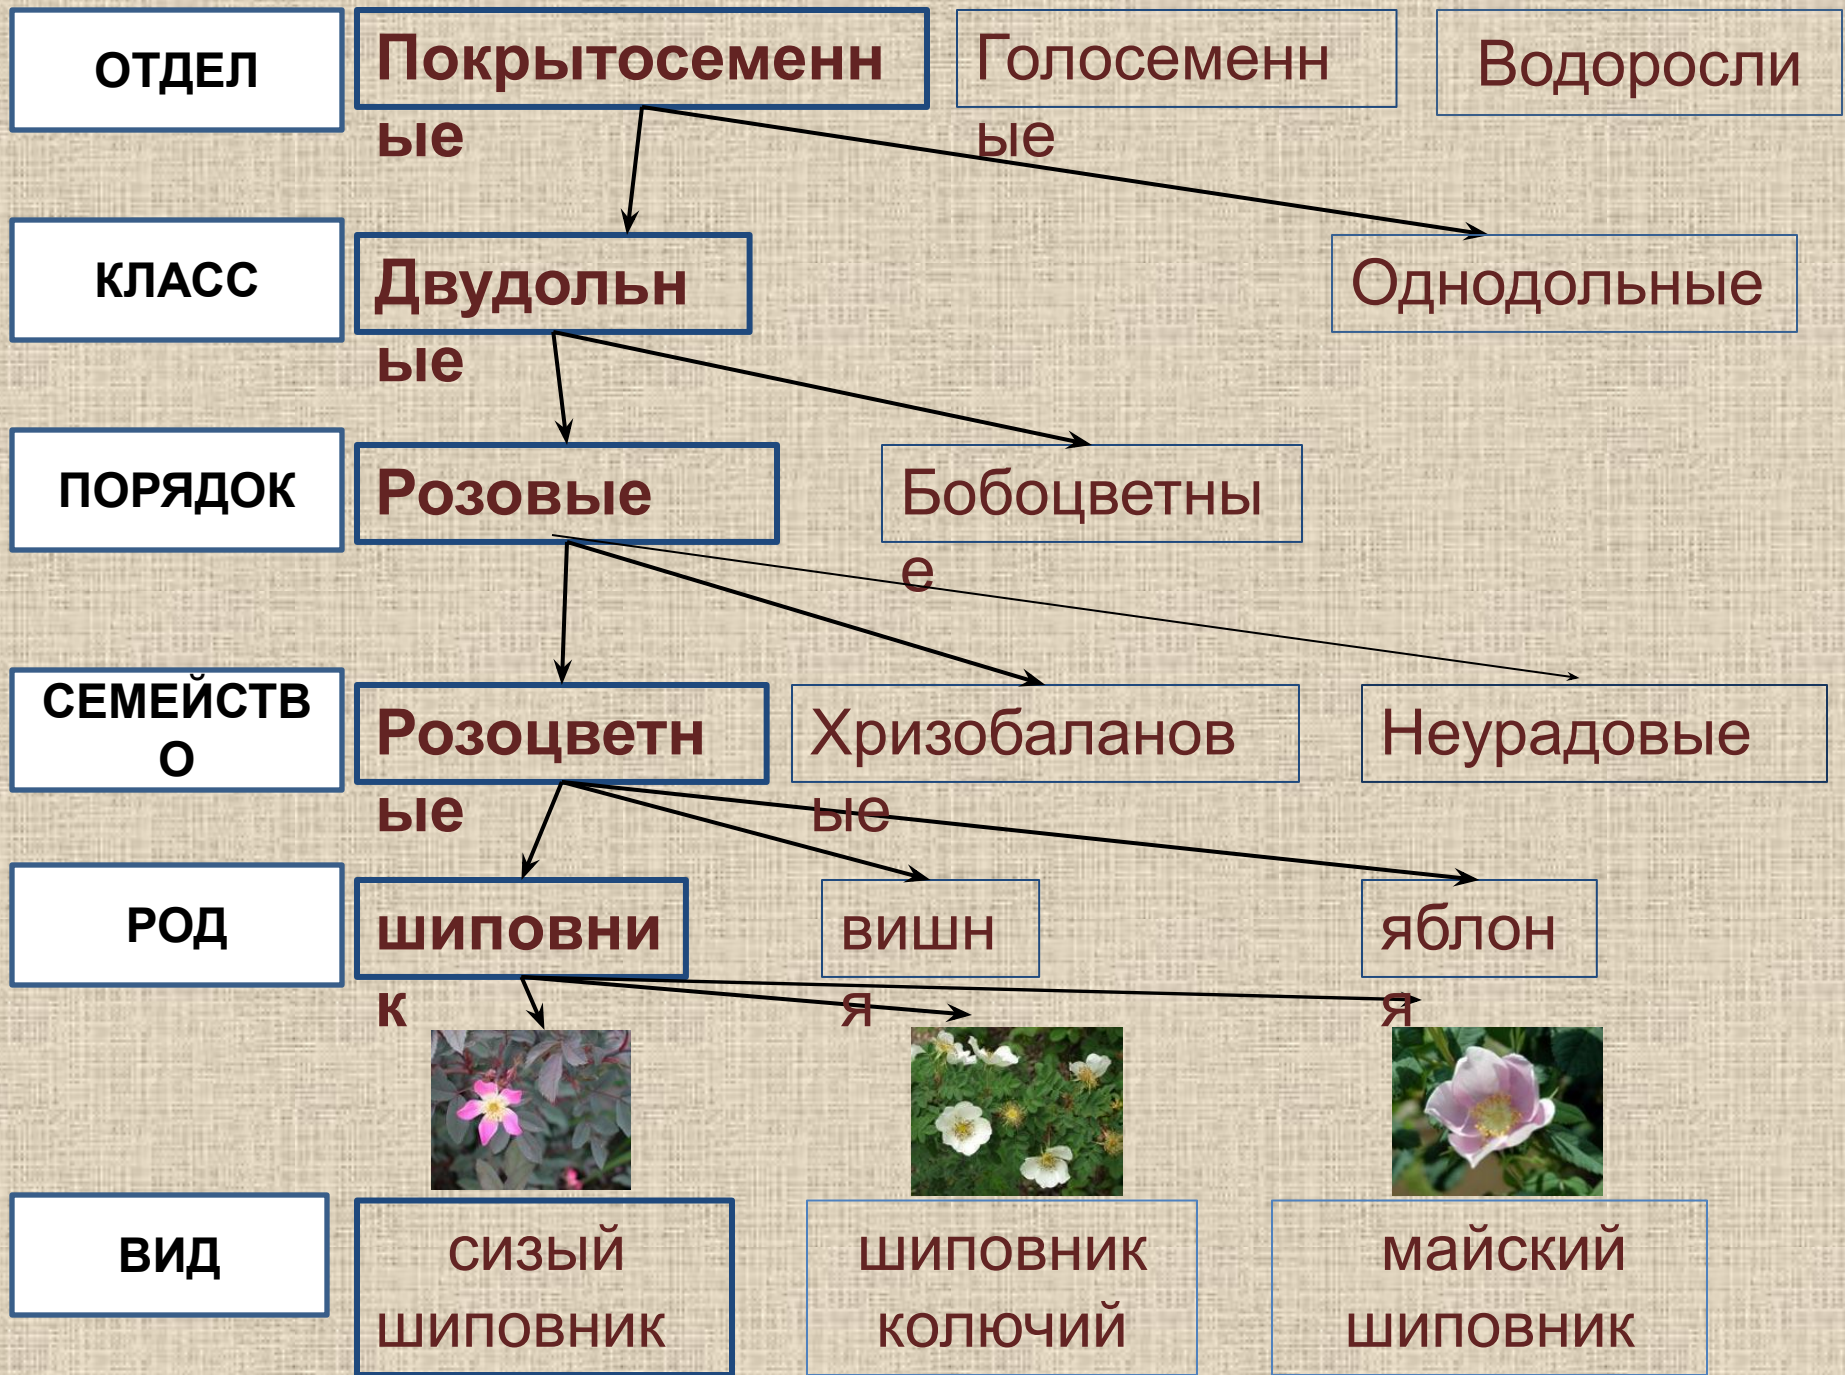 ОТДЕЛ
Покрытосеменн
ые
Голосеменн
ые
Водоросли
КЛАСС
Двудольн
ые
Однодольные
ПОРЯДОК
Розовые
Бобоцветны
е
СЕМЕЙСТВ
О
Розоцветн
ые
Хризобаланов
ые
Неурадовые
РОД
шиповни
к
вишн
я
яблон
я
ВИД
сизый
шиповник
шиповник
колючий
майский
шиповник